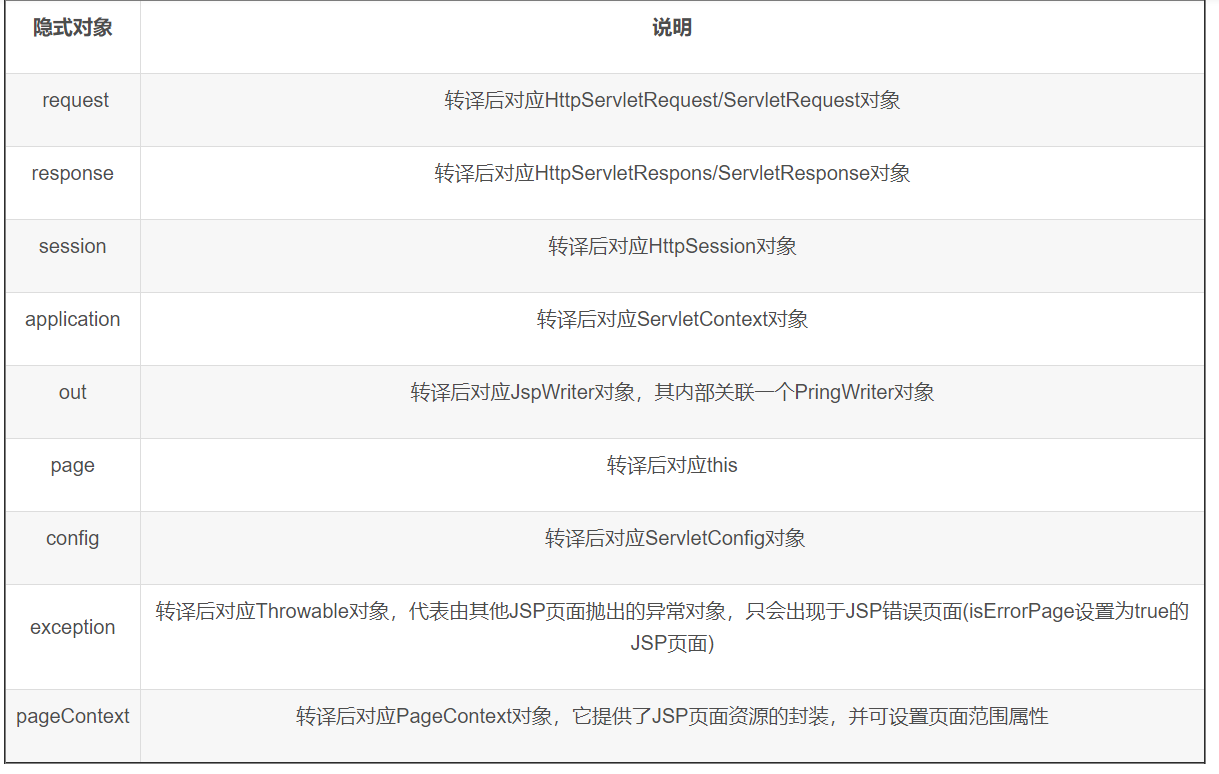 隐式对象 说明
request 转译后对应HttpServletRequest/ServletRequest对象
response 转译后对应HttpServletRespons/ServletResponse对象
session 转译后对应HttpSession对象
application 转译后对应ServletContext对象
out 转译后对应JspWriter对象，其内部关联一个PringWriter对象
page 转译后对应this
config 转译后对应ServletConfig对象
exception 转译后对应Throwable对象，代表由其他JSP页面抛出的异常对象，只会出现于JSP错误页面(isErrorPage设置为true的
JSP页面)
pageContext 转译后对应PageContext对象，它提供了JSP页面资源的封装，并可设置页面范围属性